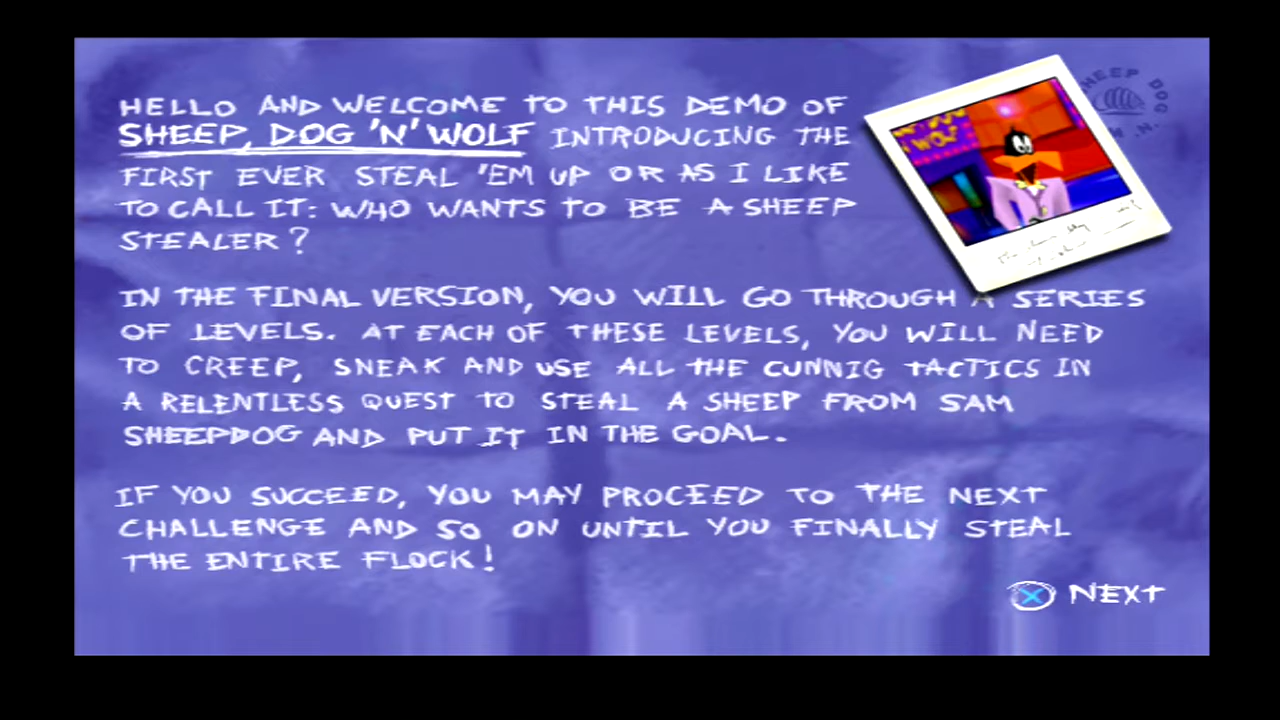 HELLO AND WELCOME TO THIS DEMO OF
SHEEP, DOG 'N' WOLF INTRODUCING THE
FIRST EVER STEAL 'EM UP OR AS I LIKE
TO CALL IT: WHO WANTS TO BE A SHEEP
STEALER?
IN THE FINAL VERSION, YOU WILL GO THROUGH A SERIES
OF LEVELS. AT EACH OF THESE LEVELS, YOU WILL NEED
TO CREEP, SNEAK AND USE ALL THE CUNNIG TACTICS IN
A RELENTLESS QUEST TO STEAL A SHEEP FROM SAM
SHEEPDOG AND PUT IT IN THE GOAL.
IF YOU SUCCEED, YOU MAY PROCEED TO THE NEXT
CHALLENGE AND SO ON UNTIL YOU FINALLY STEAL
THE ENTIRE FLOCK!
NEXT